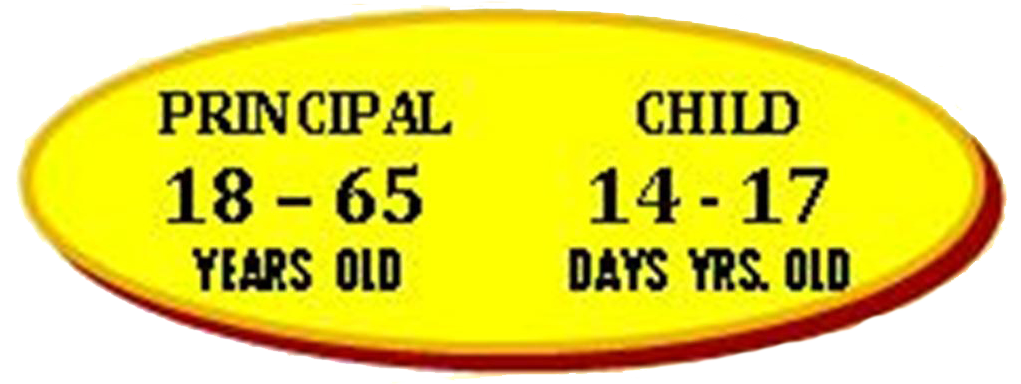 PRINCIPAL
18 – 65
YEARS OLD
CHILD
14 - 17
DAYS YRS. OLD